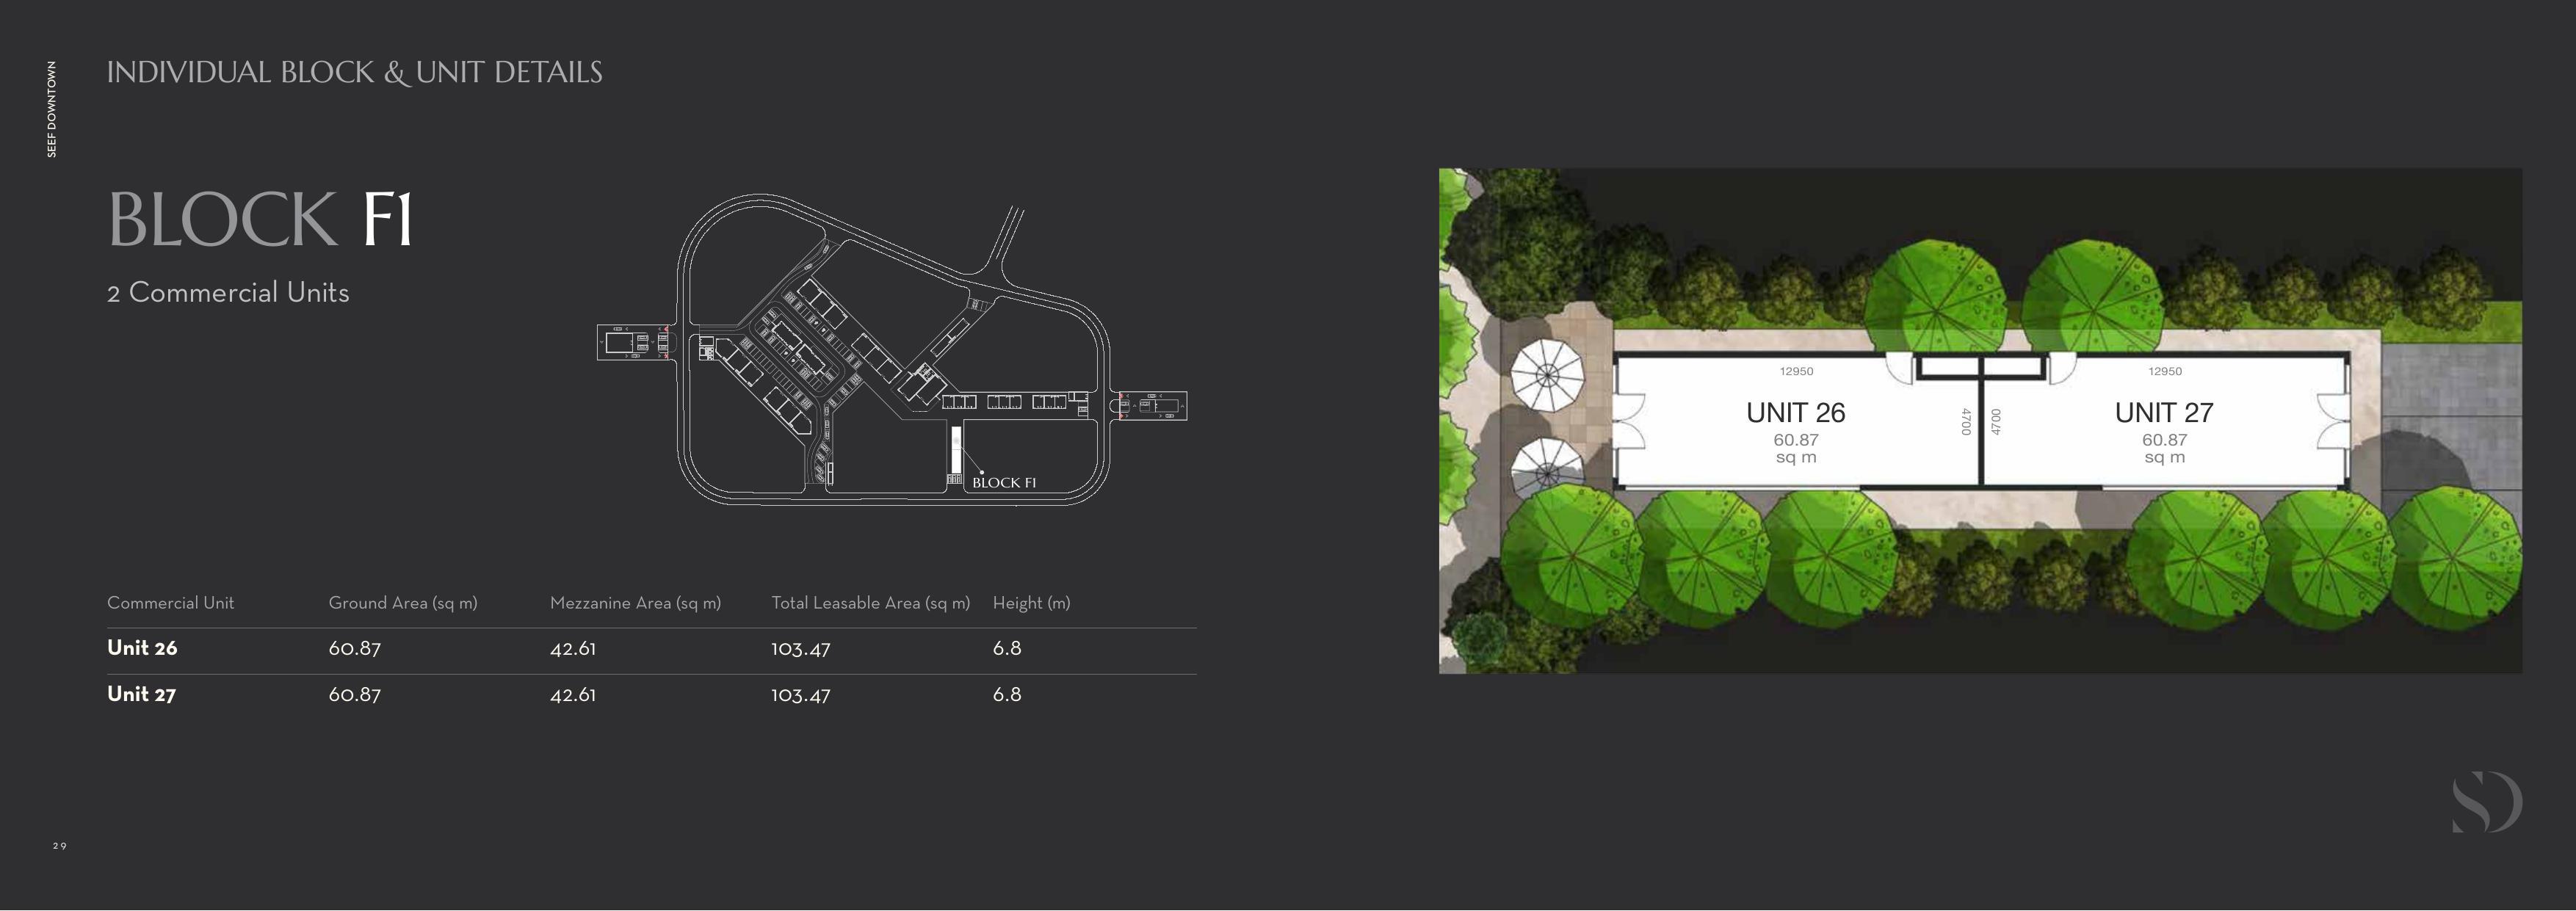 SEEF DOWNTOWN
INDIVIDUAL BLOCK & UNIT DETAILS
BLOCK F1
2 Commercial Units
BLOCK F1
Commercial Unit Ground Area (sq m) Mezzanine Area (sq m) Total Leasable Area (sq m) Height (m)
Unit 26 60.87 42.61 103.47 6.8
Unit 27 60.87 42.61 103.47 6.8
12950 12950
UNIT 26 4700 4700 UNIT 27
60.87 60.87
sq m sq m
SD
29